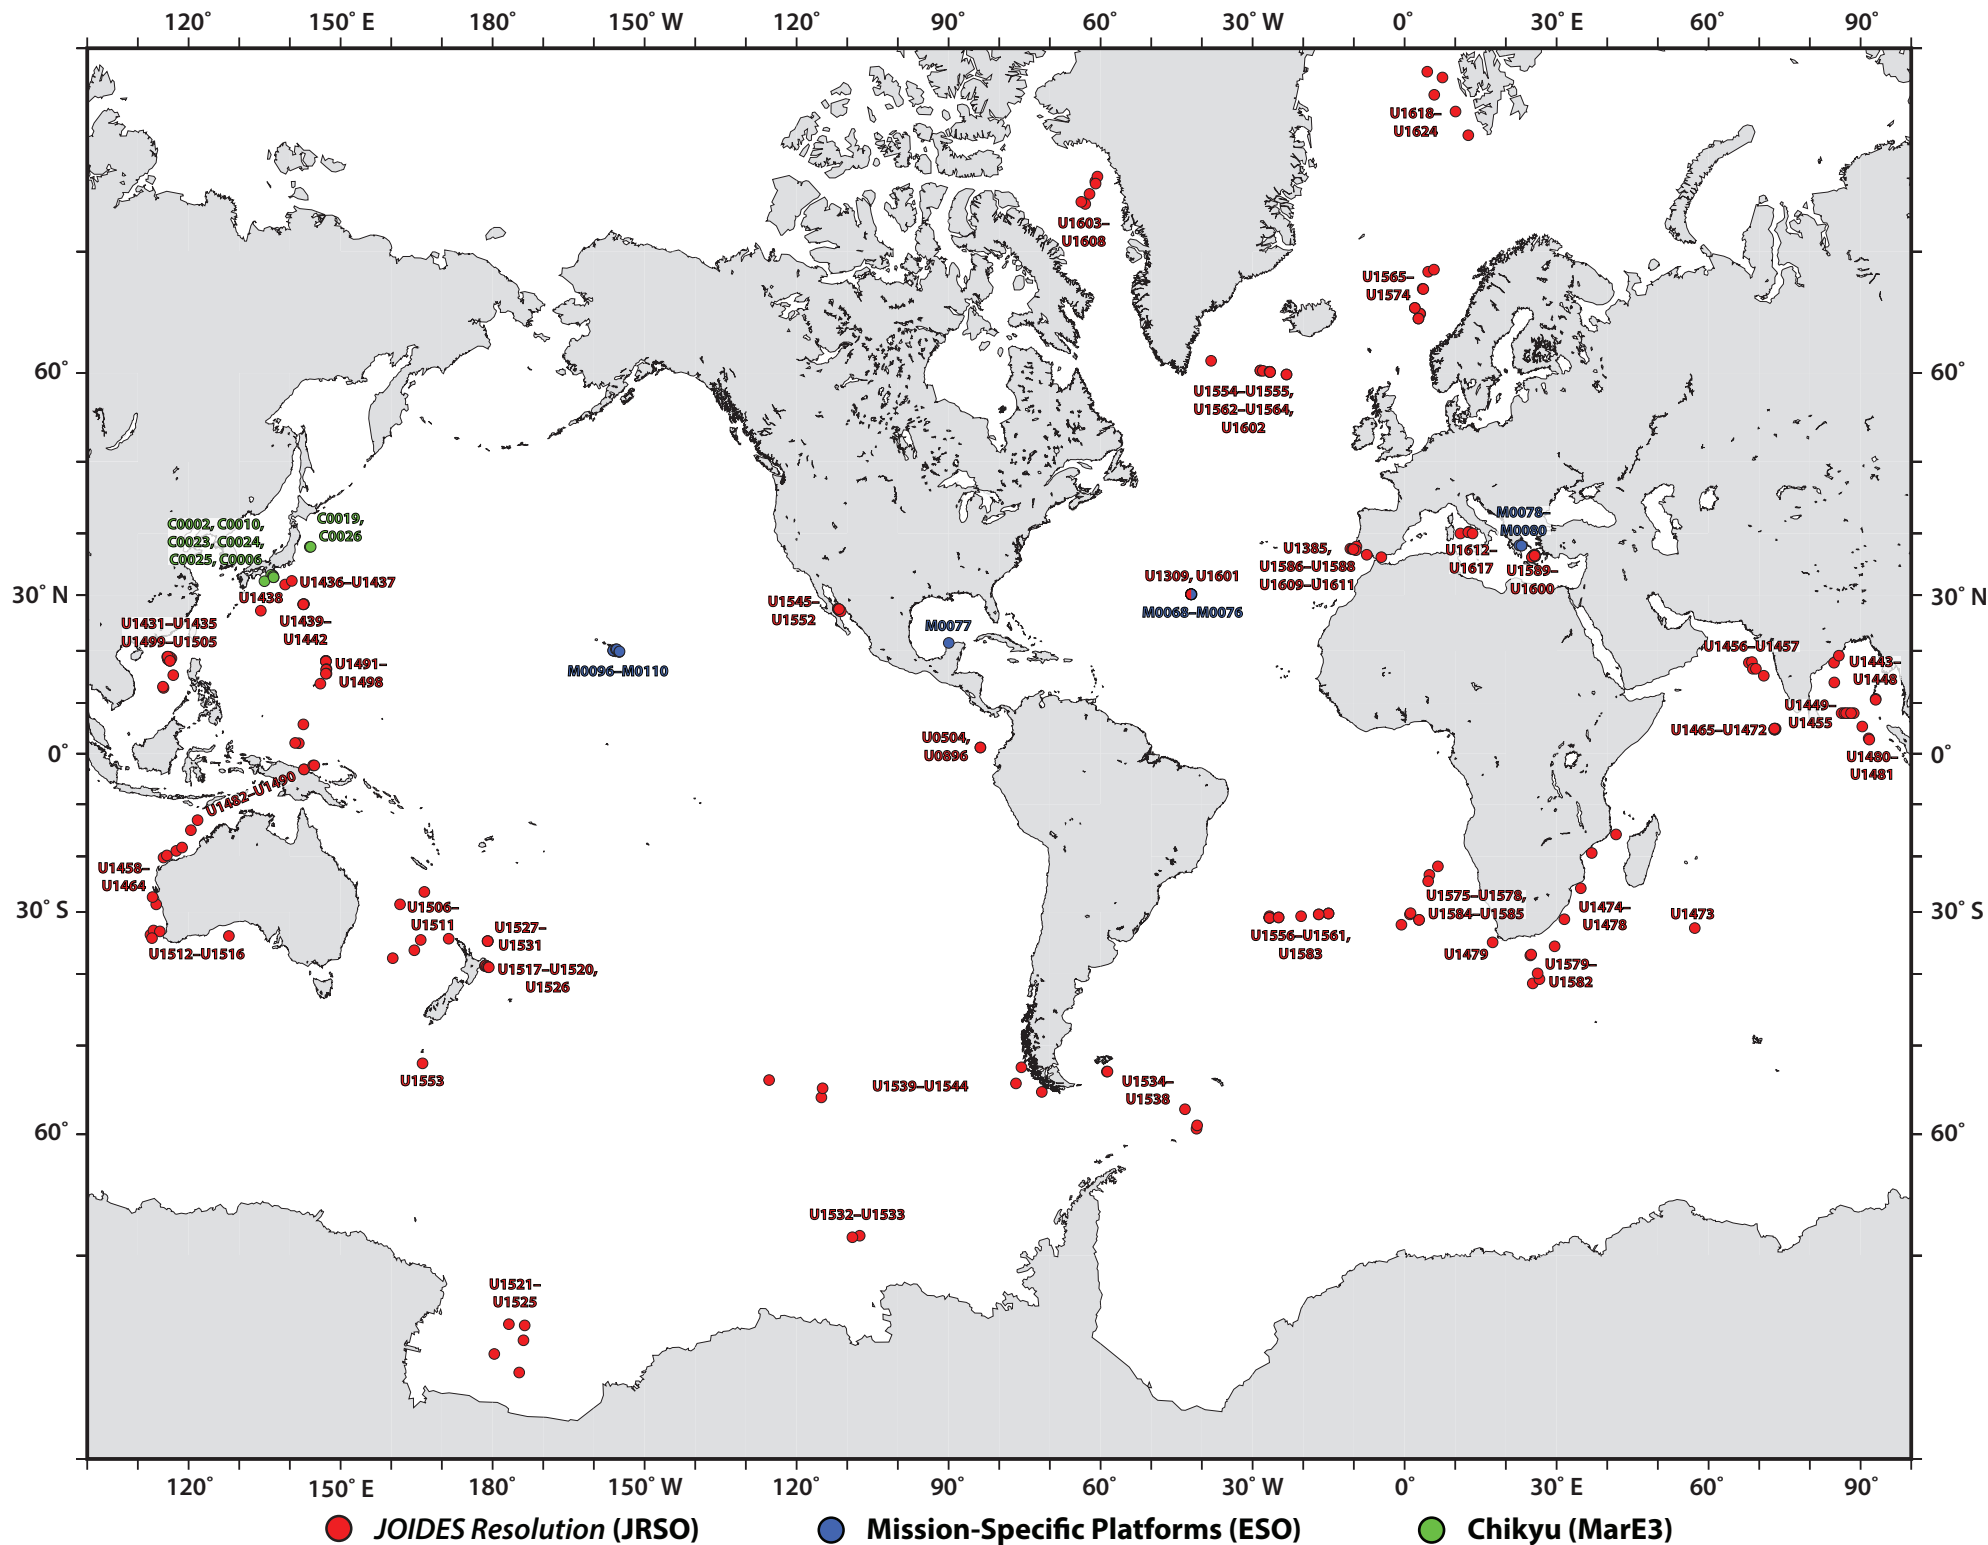 120° 150° E 180° 150° W 120° 90° 60° 30° W 0° 30° E 60° 90°
U1618–
U1624
U1603–
U1608
U1565–
U1574
60° 60°
U1554–U1555,
U1562–U1564,
U1602
C0002, C0010,
C0023, C0024,
C0025, C0006
C0019,
C0026
M0078–
M0080
U1385,
U1586–U1588
U1609–U1611
U1612–
U1617
U1589–
U1600
U1436–U1437
U1438
U1309, U1601
M0068–M0076
30° N 30° N
U1545–
U1552
U1439–
U1442
U1431–U1435
U1499–U1505
M0077
U1491–
U1498
M0096–M0110
U1456–U1457
U1443–
U1448
U1449–
U1455
U1465–U1472
U0504,
U0896
0° 0°
U1480–
U1481
U1482–U1490
U1458–
U1464
U1506–
U1511
U1575–U1578,
U1584–U1585
U1474–
U1478
U1473
30° S 30° S
U1527–
U1531
U1556–U1561,
U1583
U1512–U1516
U1479
U1517–U1520,
U1526
U1579–
U1582
U1553
U1539–U1544
U1534–
U1538
60° 60°
U1532–U1533
U1521–
U1525
120° 150° E 180° 150° W 120° 90° 60° 30° W 0° 30° E 60° 90°
JOIDES Resolution (JRSO) Mission-Specific Platforms (ESO) Chikyu (MarE3)